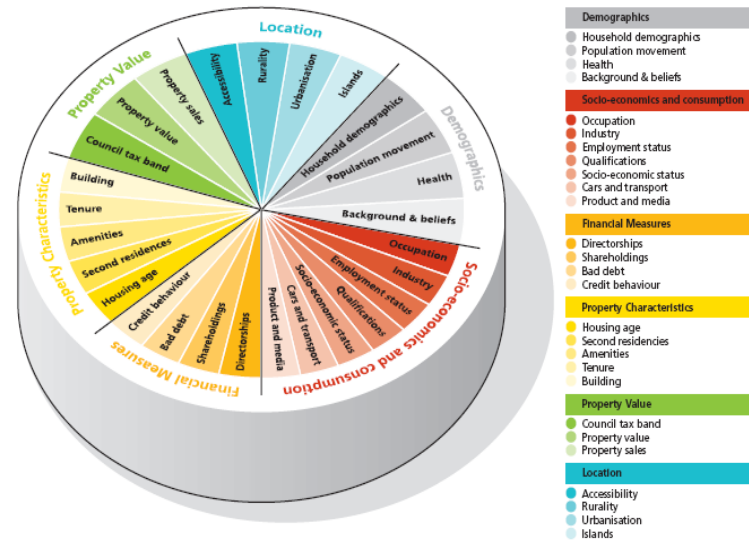 Location
Accessibility
Rurality
Urbanisation
Islands
Demographics
Household demographics
Population movement
Health
Background & beliefs
Socio-economics and consumption
Occupation
Industry
Employment status
Qualifications
Socio-economic status
Cars and transport
Product and media
Financial Measures
Directorships
Shareholdings
Bad debt
Credit behaviour
Property Characteristics
Housing age
Second residences
Amenities
Tenure
Building
Property Value
Council tax band
Property value
Property sales
Demographics
Household demographics
Population movement
Health
Background & beliefs
Socio-economics and consumption
Occupation
Industry
Employment status
Qualifications
Socio-economic status
Cars and transport
Product and media
Financial Measures
Directorships
Shareholdings
Bad debt
Credit behaviour
Property Characteristics
Housing age
Second residencies
Amenities
Tenure
Building
Property Value
Council tax band
Property value
Property sales
Location
Accessibility
Rurality
Urbanisation
Islands